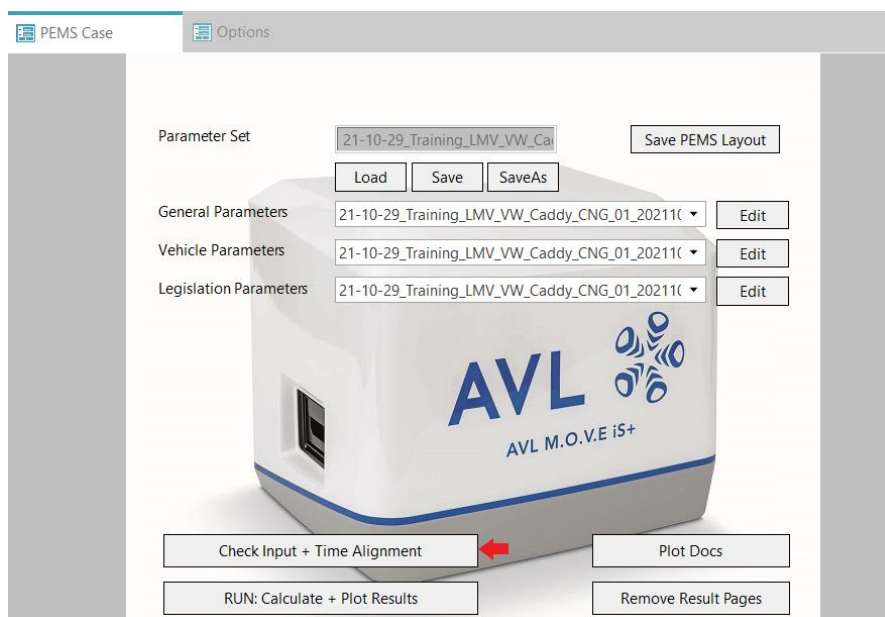 PEMS Case
Options
Parameter Set
21-10-29_Training_LMV_VW_Ca
Save PEMS Layout
Load
Save
SaveAs
General Parameters
21-10-29_Training_LMV_VW_Caddy_CNG_01_20211(
Edit
Vehicle Parameters
21-10-29_Training_LMV_VW_Caddy_CNG_01_20211(
Edit
Legislation Parameters
21-10-29_Training_LMV_VW_Caddy_CNG_01_20211(
Edit
AVL
AVL M.O.V.E iS+
Check Input + Time Alignment
Plot Docs
RUN: Calculate + Plot Results
Remove Result Pages